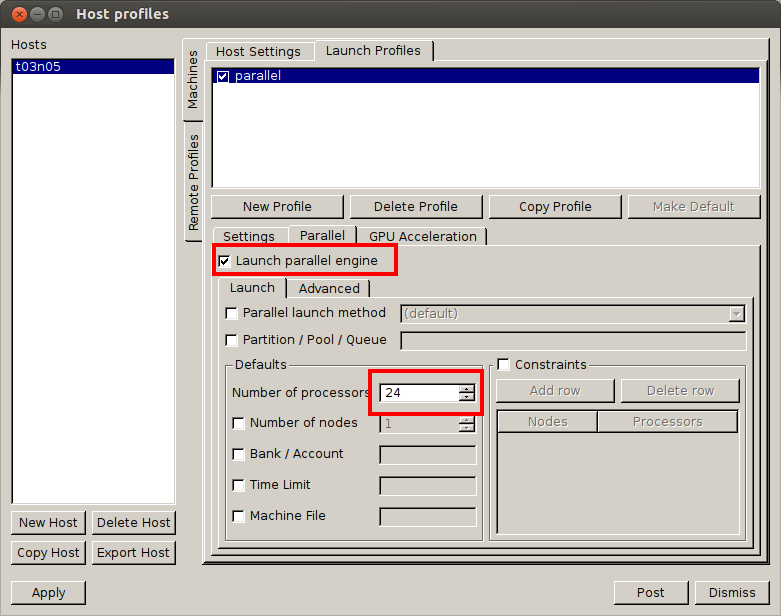 Host profiles
Hosts
t03n05
New Host
Delete Host
Copy Host
Export Host
Machines
Remote Profiles
Host Settings
Launch Profiles
parallel
New Profile
Delete Profile
Copy Profile
Make Default
Settings
Parallel
GPU Acceleration
Launch parallel engine
Launch
Advanced
Parallel launch method
(default)
Partition / Pool / Queue
Defaults
Number of processors
24
Number of nodes
1
Bank / Account
Time Limit
Machine File
Constraints
Add row
Delete row
Nodes
Processors
Apply
Post
Dismiss